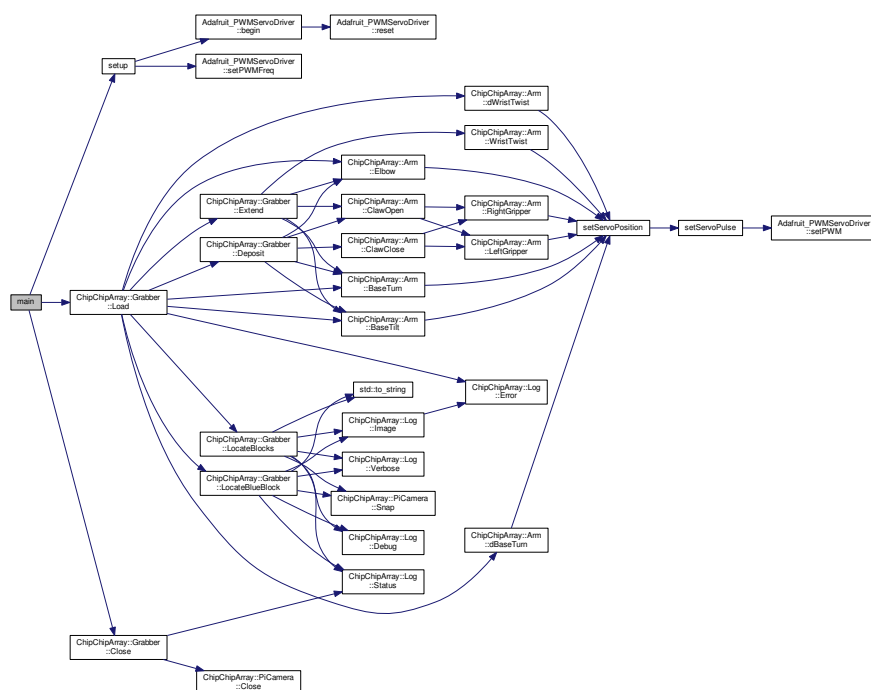 Adafruit_PWMServoDriver
::begin
Adafruit_PWMServoDriver
::reset
setup
Adafruit_PWMServoDriver
::setPWMFreq
ChipChipArray::Arm
::dWristTwist
ChipChipArray::Arm
::WristTwist
ChipChipArray::Arm
::Elbow
ChipChipArray::Grabber
::Extend
ChipChipArray::Arm
::ClawOpen
ChipChipArray::Arm
::RightGripper
setServoPosition
setServoPulse
Adafruit_PWMServoDriver
::setPWM
ChipChipArray::Grabber
::Deposit
ChipChipArray::Arm
::ClawClose
ChipChipArray::Arm
::LeftGripper
ChipChipArray::Arm
::BaseTurn
main
ChipChipArray::Grabber
::Load
ChipChipArray::Arm
::BaseTilt
std::to_string
ChipChipArray::Log
::Error
ChipChipArray::Log
::Image
ChipChipArray::Grabber
::LocateBlocks
ChipChipArray::Log
::Verbose
ChipChipArray::Grabber
::LocateBlueBlock
ChipChipArray::PiCamera
::Snap
ChipChipArray::Log
::Debug
ChipChipArray::Arm
::dBaseTurn
ChipChipArray::Log
::Status
ChipChipArray::Grabber
::Close
ChipChipArray::PiCamera
::Close